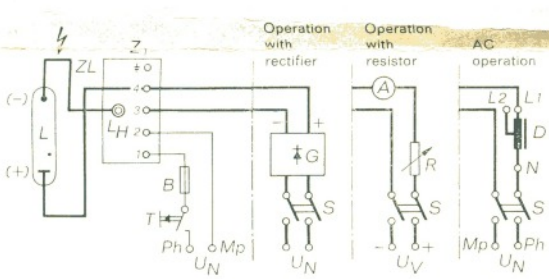 Operation with rectifier
Operation with resistor
AC operation
ZL
Z1
(-)
L
(+)
LH
4
3
2
1
B
T
Ph
Mp
UN
-
+
G
S
UN
A
R
S
-
+
UV
L2
L1
D
N
S
Mp
Ph
UN